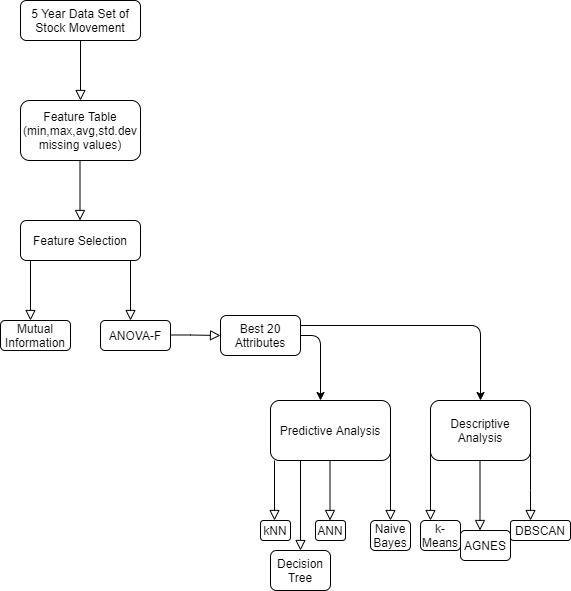 5 Year Data Set of
Stock Movement
Feature Table
(min,max,avg,std.dev
missing values)
Feature Selection
Mutual
Information
ANOVA-F
Best 20
Attributes
Predictive Analysis
Descriptive
Analysis
kNN
Decision
Tree
ANN
Naive
Bayes
k-
Means
AGNES
DBSCAN